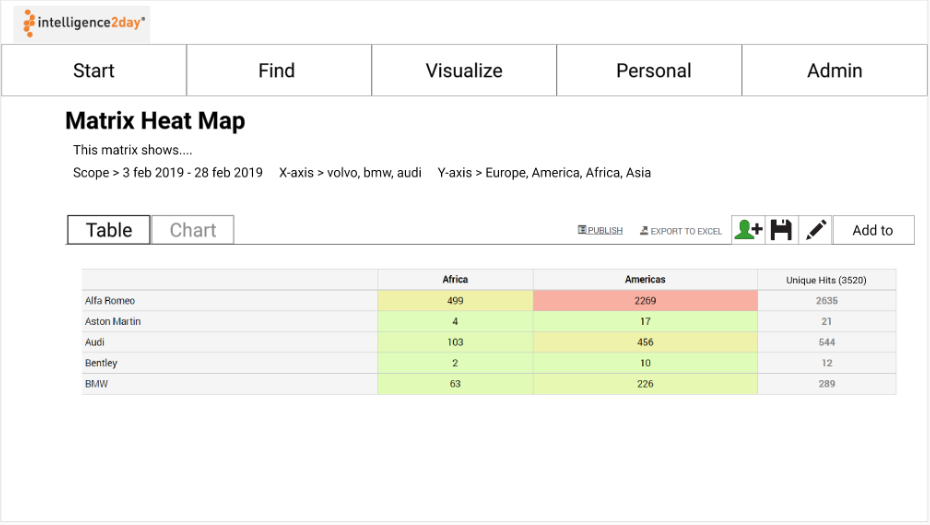 intelligence2day®
Start Find Visualize Personal Admin
Matrix Heat Map
This matrix shows....
Scope > 3 feb 2019 - 28 feb 2019 X-axis > volvo, bmw, audi Y-axis > Europe, America, Africa, Asia
Table Chart PUBLISH EXPORT TO EXCEL Add to
Africa Americas Unique Hits (3520)
Alfa Romeo 499 2269 2635
Aston Martin 4 17 21
Audi 103 456 544
Bentley 2 10 12
BMW 63 226 289